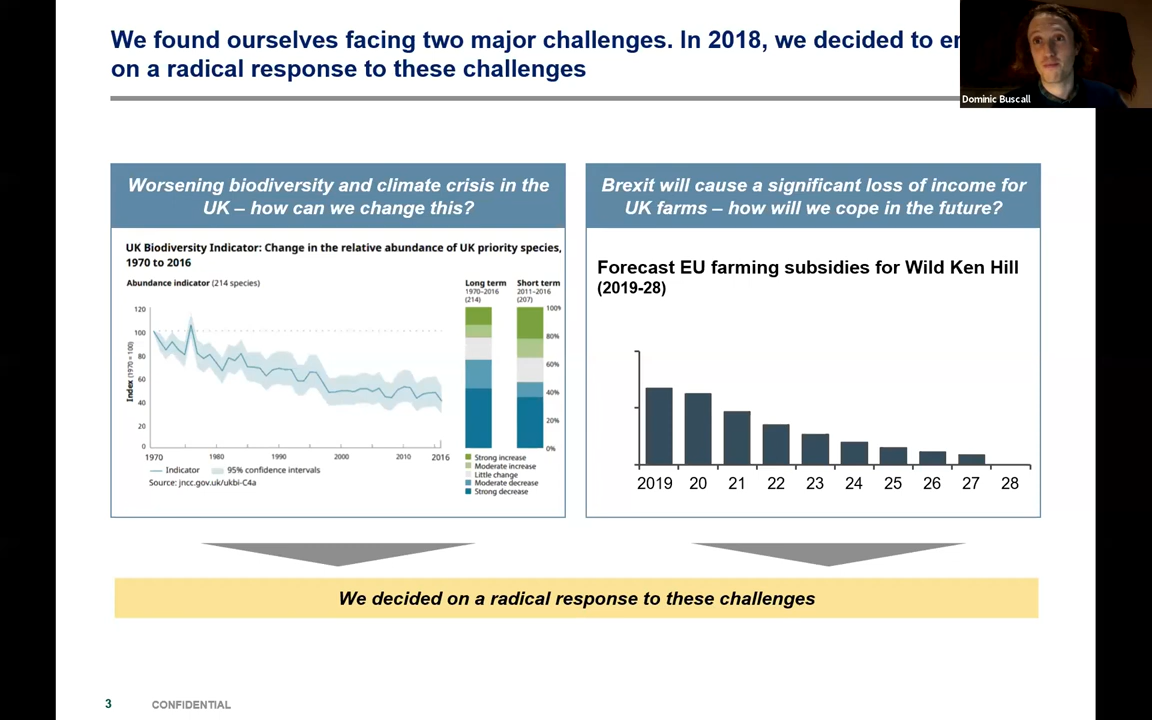 We found ourselves facing two major challenges. In 2018, we decided to
on a radical response to these challenges
Dominic Buscall
Worsening biodiversity and climate crisis in the
UK – how can we change this?
UK Biodiversity Indicator: Change in the relative abundance of UK priority species,
1970 to 2016
Abundance indicator (214 species)
Long term
1970–2016
(214)
Short term
2011–2016
(207)
120
100
80
60
40
20
0
Index (1970 = 100)
1970
1980
1990
2000
2010
2016
100%
80%
60%
40%
20%
0%
Indicator
95% confidence intervals
Source: jncc.gov.uk/ukbi-C4a
Strong increase
Moderate increase
Little change
Moderate decrease
Strong decrease
Brexit will cause a significant loss of income for
UK farms – how will we cope in the future?
Forecast EU farming subsidies for Wild Ken Hill
(2019-28)
2019 20 21 22 23 24 25 26 27 28
We decided on a radical response to these challenges
3 CONFIDENTIAL